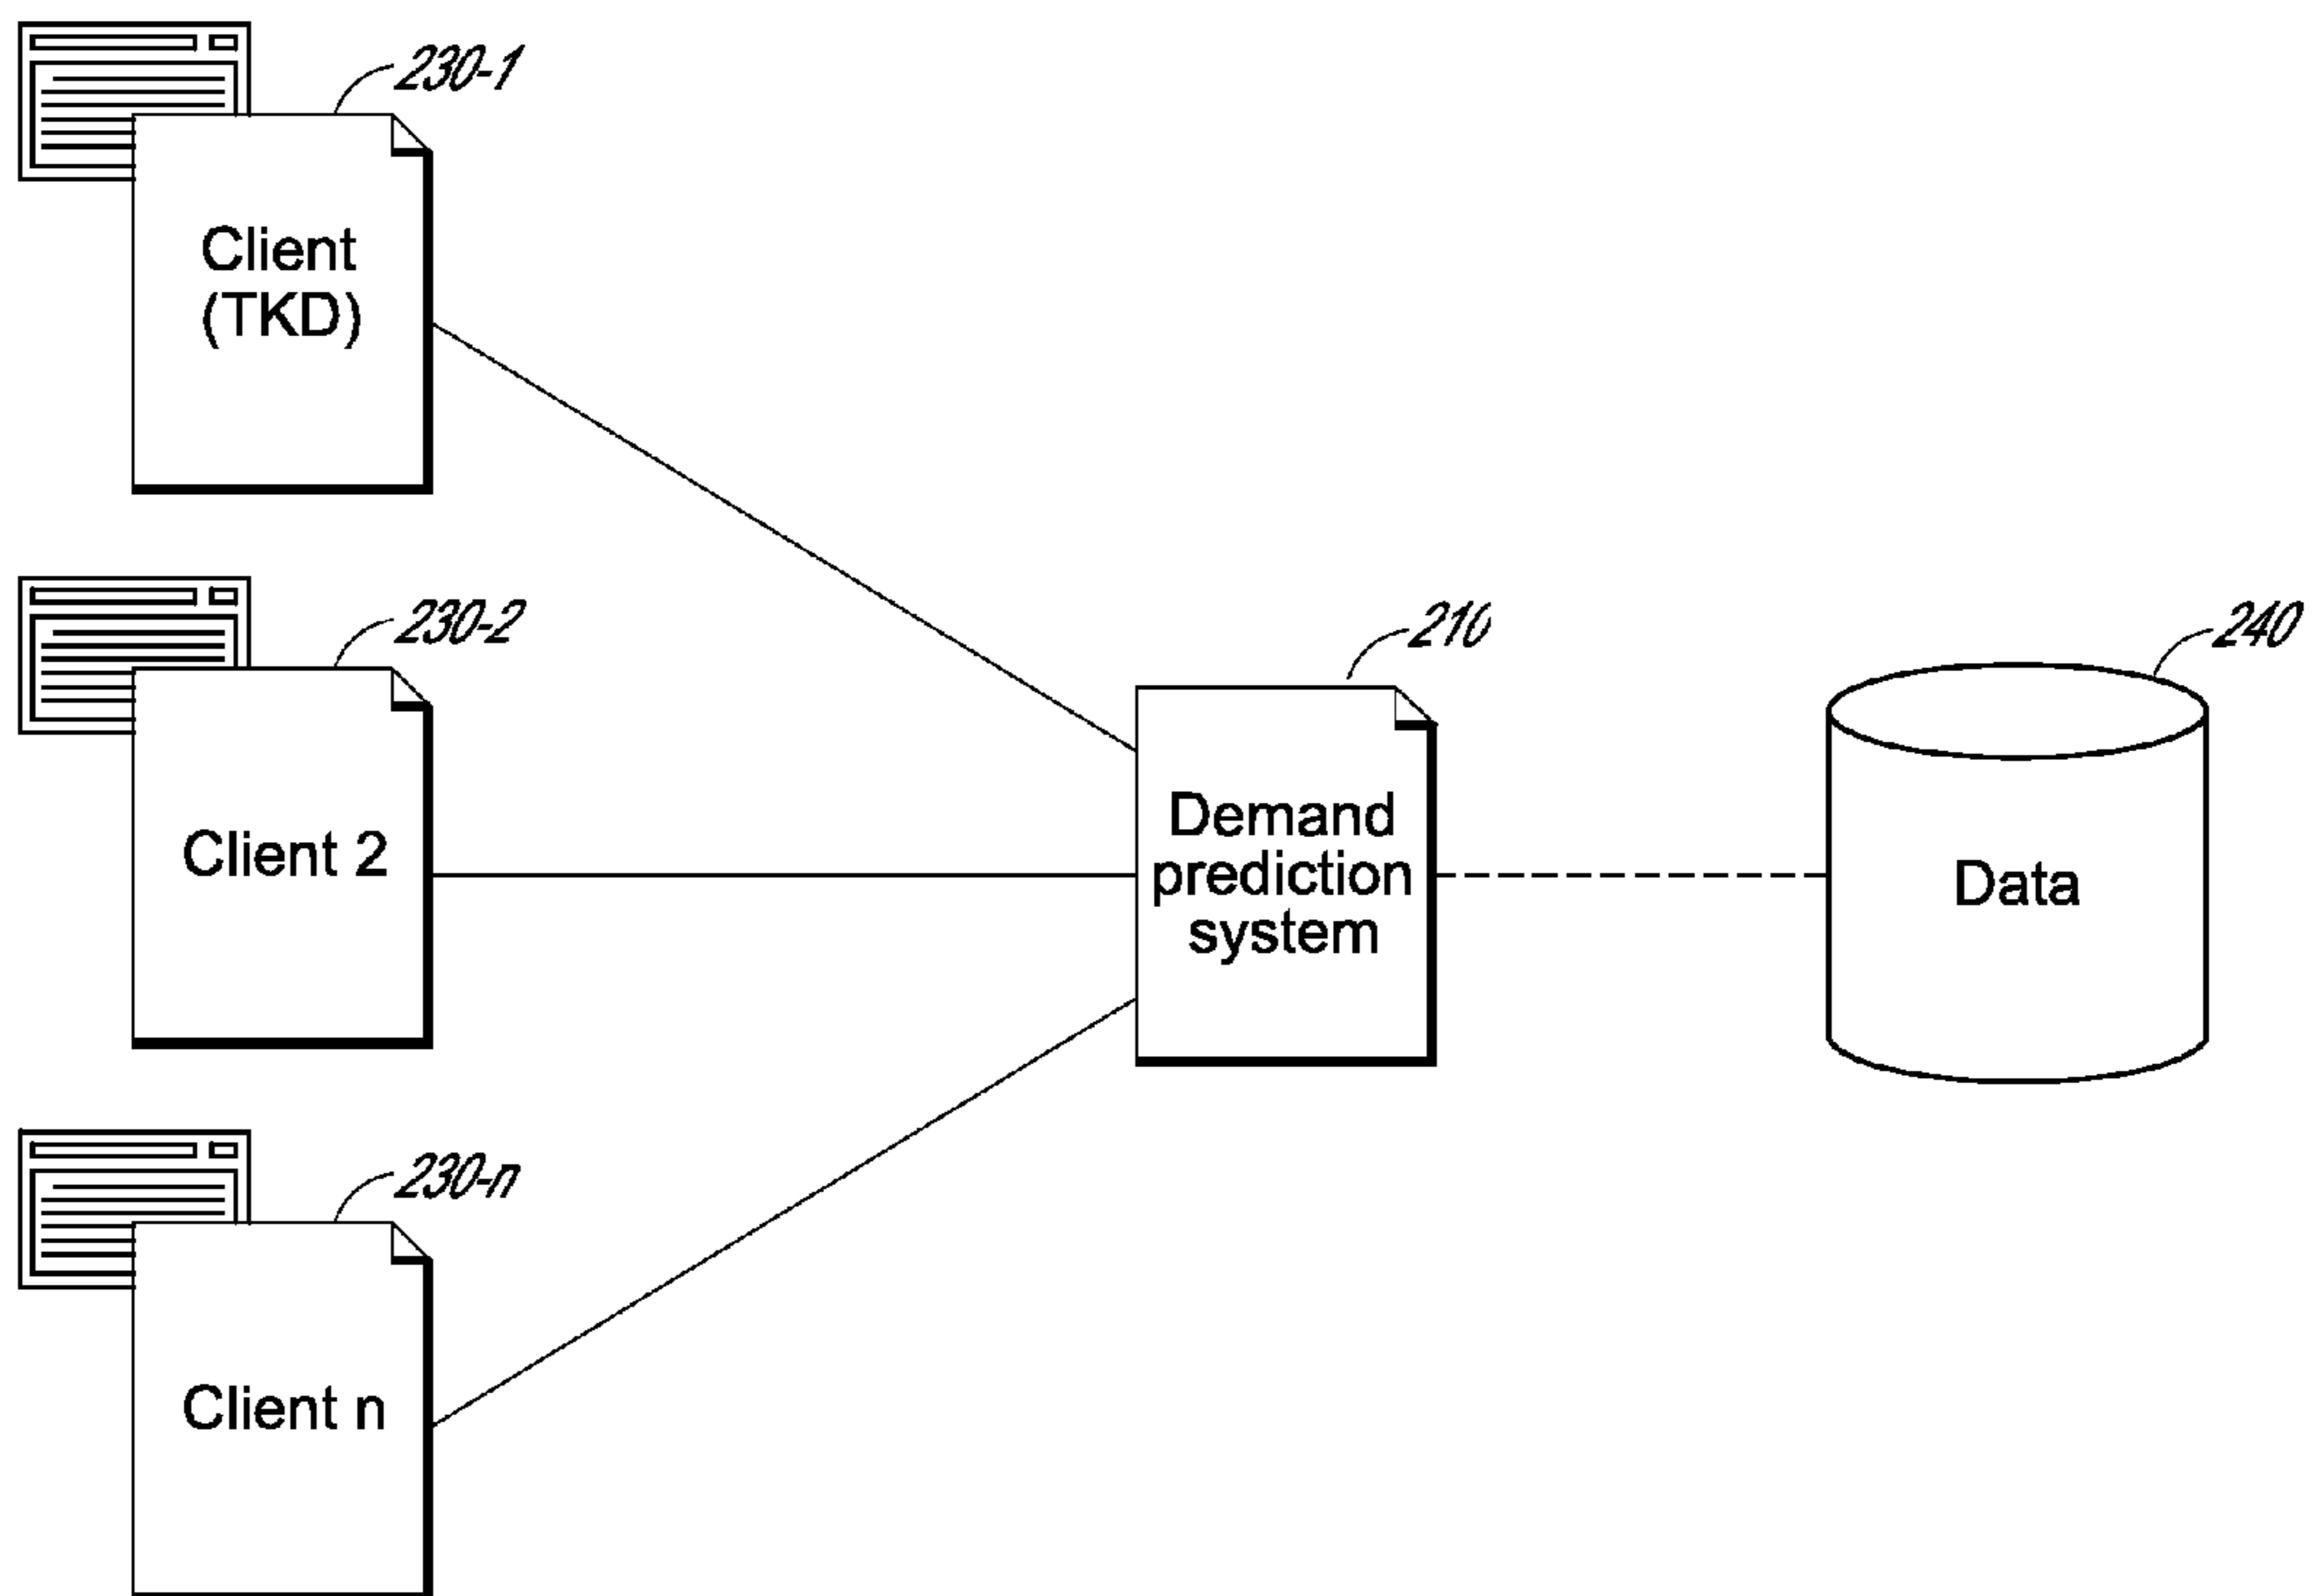 230-1
Client
(TKD)
230-2
Client 2
210
Demand
prediction
system
240
Data
230-n
Client n